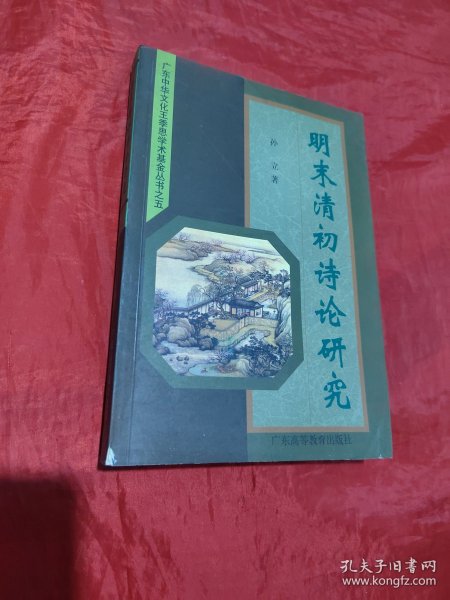 广东中华文化王季思学术基金丛书之五
明末清初诗论研究
孙立著
广东高等教育出版社
孔夫子旧书网
www.kongfz.com